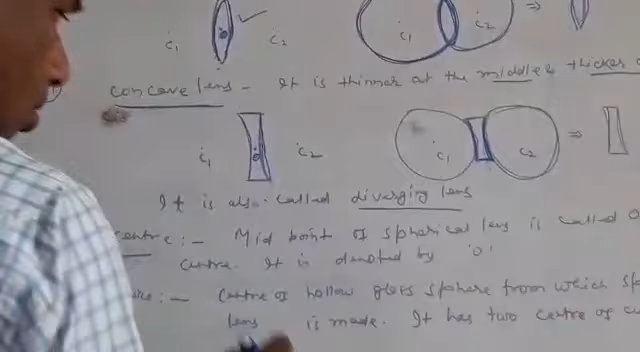 c1 c2 c1 c2 ⇒
concave lens - It is thinner at the middle & thicker
c1 o c2 c1 c2 ⇒
It is also called diverging lens
centre :- Mid point of spherical lens is called O
centre. It is denoted by 'O'
:- Centre of hollow glass sphere from which
lens is made. It has two centre of